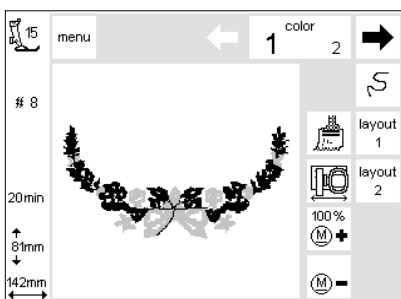 15
menu
color
1
2
# 8
layout
1
20min
layout
2
100%
M +
81mm
M -
142mm